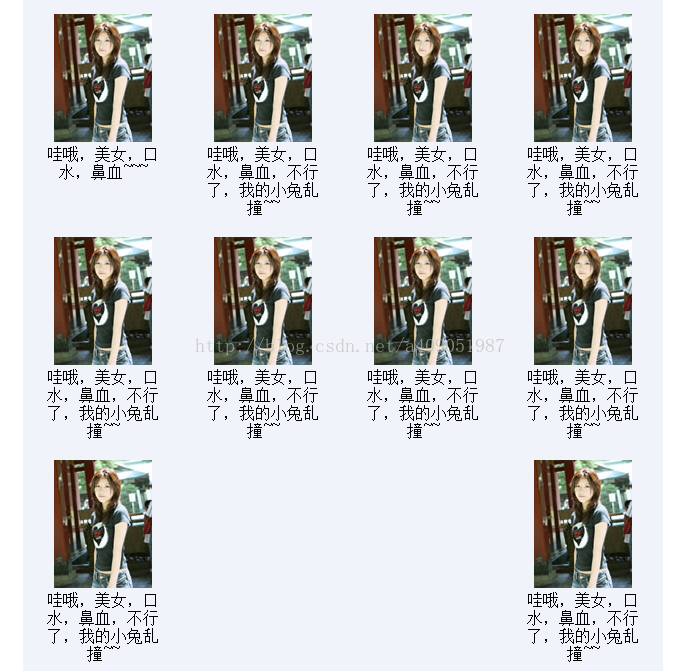 哇哦，美女，口
水，鼻血~~~
哇哦，美女，口
水，鼻血，不行
了，我的小兔乱
撞~~
哇哦，美女，口
水，鼻血，不行
了，我的小兔乱
撞~~
哇哦，美女，口
水，鼻血，不行
了，我的小兔乱
撞~~
http://blog.csdn.net/a409051987
哇哦，美女，口
水，鼻血，不行
了，我的小兔乱
撞~~
哇哦，美女，口
水，鼻血，不行
了，我的小兔乱
撞~~
哇哦，美女，口
水，鼻血，不行
了，我的小兔乱
撞~~
哇哦，美女，口
水，鼻血，不行
了，我的小兔乱
撞~~
哇哦，美女，口
水，鼻血，不行
了，我的小兔乱
撞~~
哇哦，美女，口
水，鼻血，不行
了，我的小兔乱
撞~~